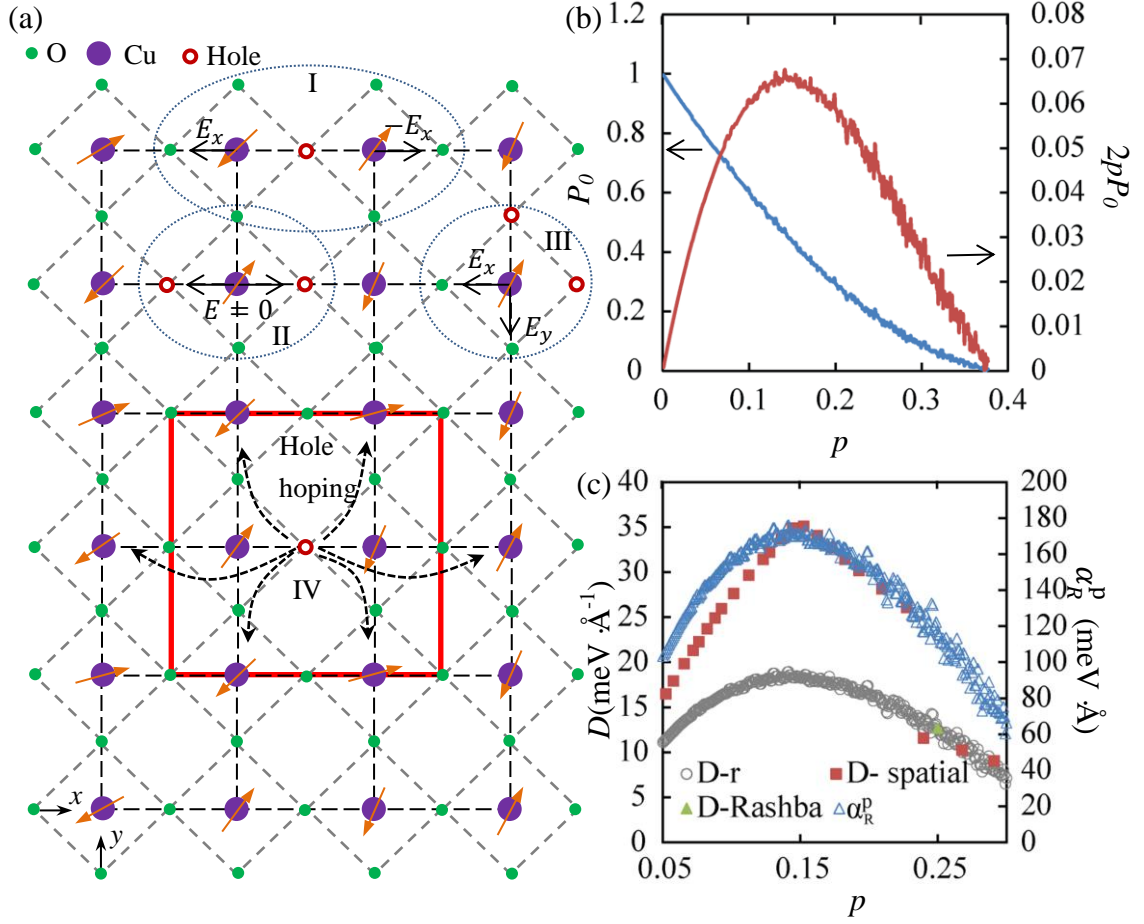 (a)
O Cu Hole
I
E_x −E_x
III
E_x
E = 0
II
E_y
Hole
hoping
IV
x
y
(b)
1.2 0.08
1 0.07
0.8 0.06
0.6 0.05
0.4 0.04
0.2 0.03
0 0.02
0.01
0
P_0
2pP_0
0 0.1 0.2 0.3 0.4
p
(c)
40 200
35 180
30 160
25 140
20 120
15 100
10 80
5 60
0 40
20
0
D(meV·Å⁻¹)
α_R^p (meV·Å)
D-r D- spatial
D-Rashba α_R^p
0.05 0.15 0.25
p